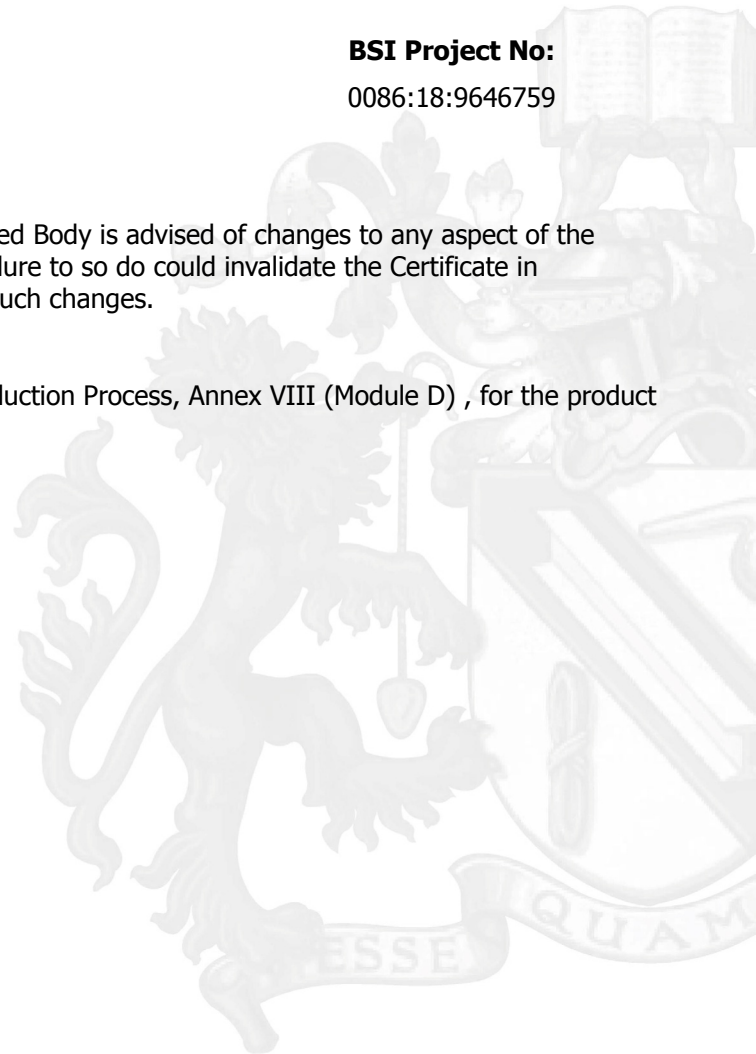 BSI Project No:
0086:18:9646759
ed Body is advised of changes to any aspect of the
lure to so do could invalidate the Certificate in
uch changes.
duction Process, Annex VIII (Module D) , for the product
ESSE QUAM